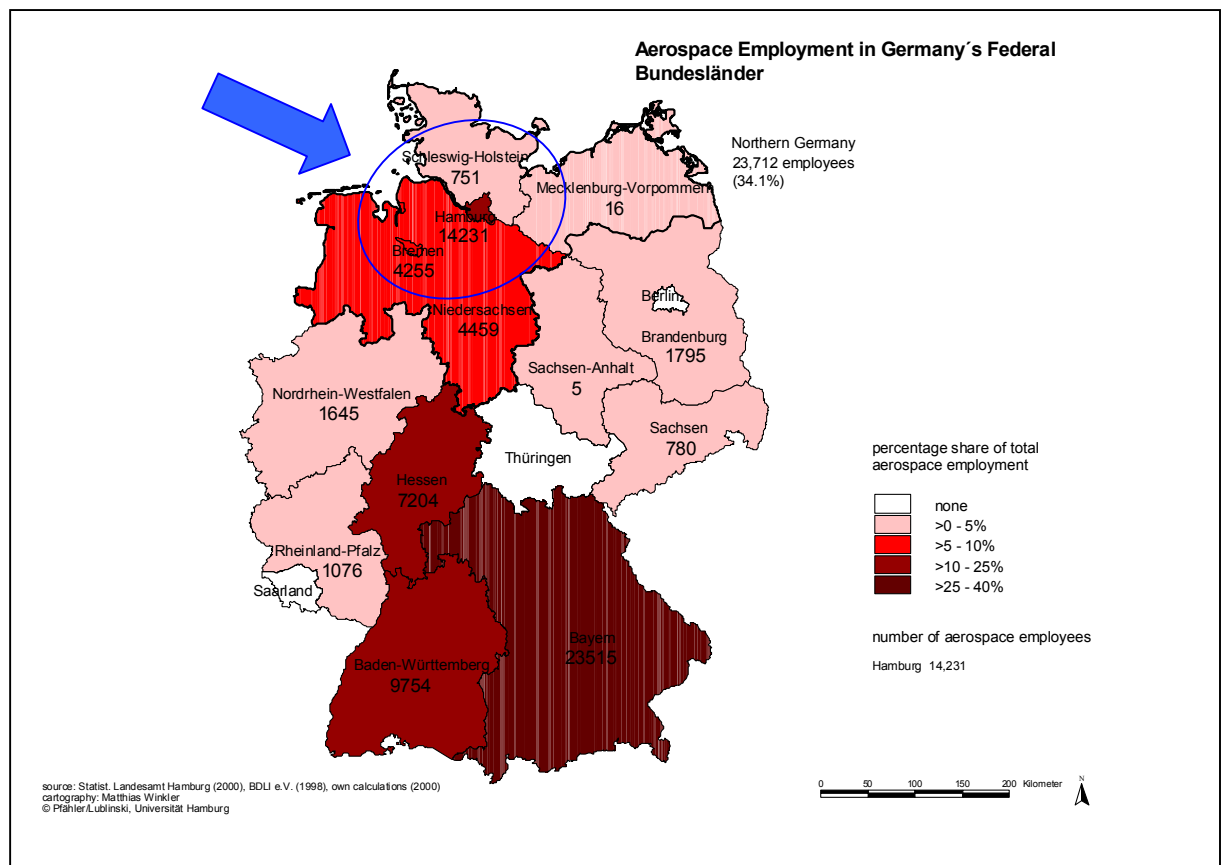 Aerospace Employment in Germany´s Federal
Bundesländer
Northern Germany
23,712 employees
(34.1%)
Schleswig-Holstein
751
Mecklenburg-Vorpommern
16
Hamburg
14231
Bremen
4255
Niedersachsen
4459
Berlin
Brandenburg
1795
Sachsen-Anhalt
5
Nordrhein-Westfalen
1645
Sachsen
780
Thüringen
Hessen
7204
Rheinland-Pfalz
1076
Saarland
Bayern
23515
Baden-Württemberg
9754
percentage share of total
aerospace employment
none
>0 - 5%
>5 - 10%
>10 - 25%
>25 - 40%
number of aerospace employees
Hamburg 14,231
source: Statist. Landesamt Hamburg (2000), BDLI e.V. (1998), own calculations (2000)
cartography: Matthias Winkler
© Pfähler/Lublinski, Universität Hamburg
0 50 100 150 200 Kilometer
N